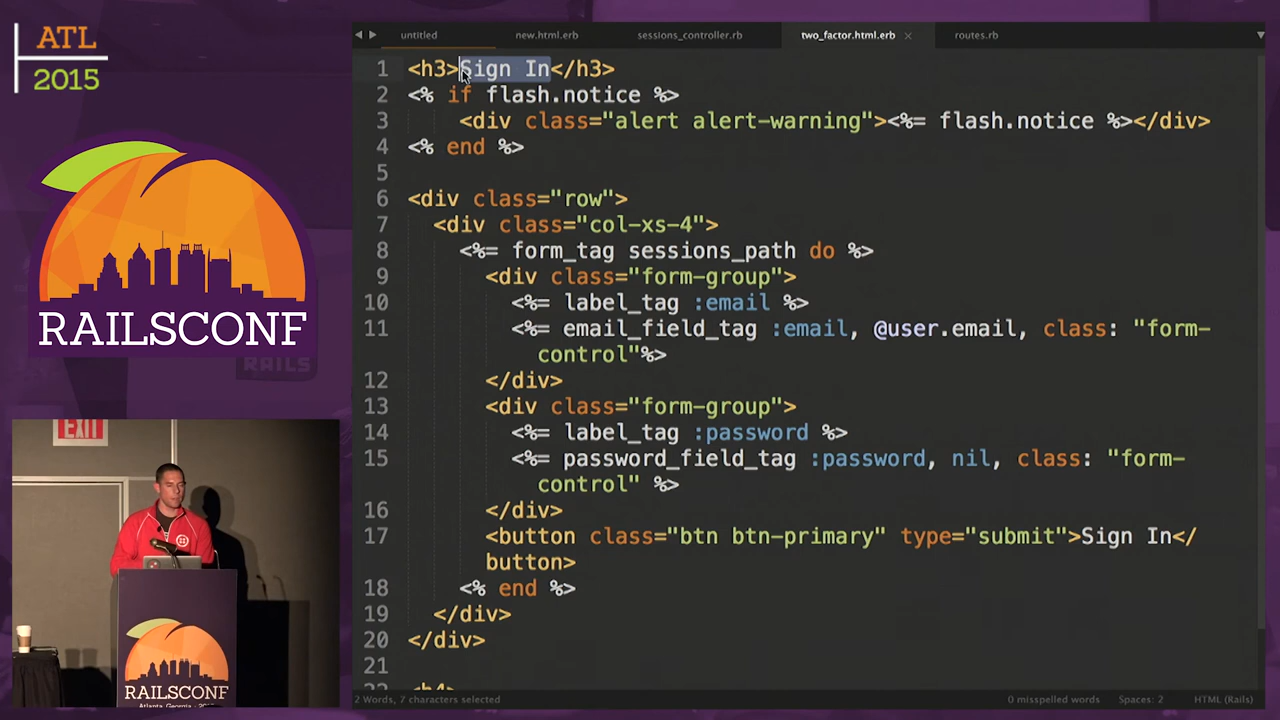 ATL
2015
RAILSCONF
RAILS
EXIT
RAILSCONF
Atlanta, Georgia - 2015
untitled
new.html.erb
sessions_controller.rb
two_factor.html.erb ×
routes.rb
1 <h3>Sign In</h3>
2 <% if flash.notice %>
3 <div class="alert alert-warning"><%= flash.notice %></div>
4 <% end %>
5
6 <div class="row">
7 <div class="col-xs-4">
8 <%= form_tag sessions_path do %>
9 <div class="form-group">
10 <%= label_tag :email %>
11 <%= email_field_tag :email, @user.email, class: "form-
control"%>
12 </div>
13 <div class="form-group">
14 <%= label_tag :password %>
15 <%= password_field_tag :password, nil, class: "form-
control" %>
16 </div>
17 <button class="btn btn-primary" type="submit">Sign In</
button>
18 <% end %>
19 </div>
20 </div>
21
22 <h4>
2 Words, 7 characters selected
0 misspelled words
Spaces: 2
HTML (Rails)